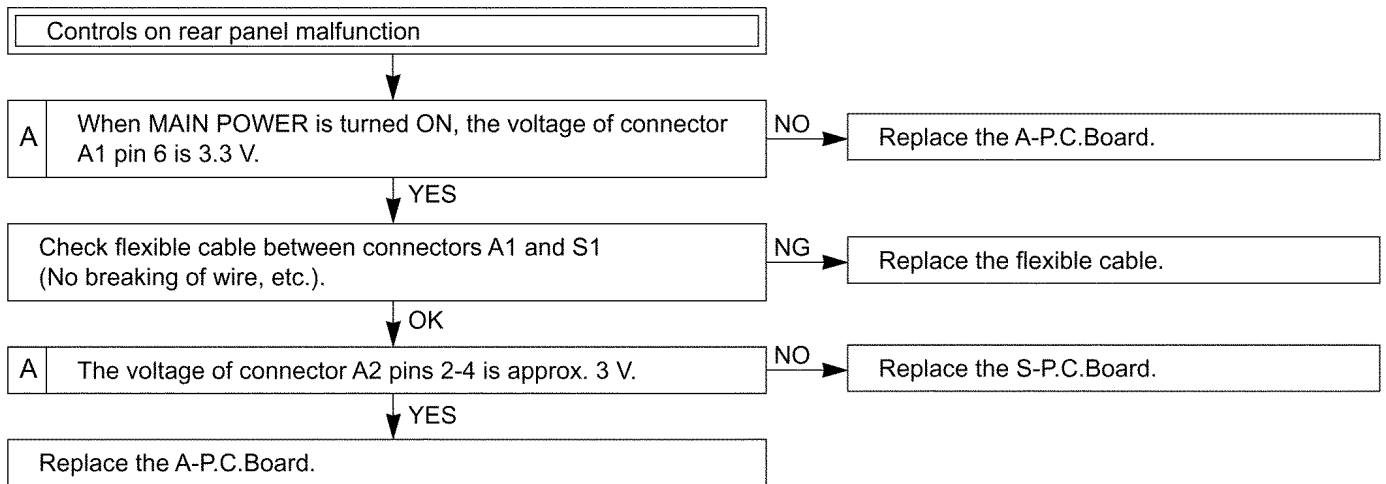 Controls on rear panel malfunction
A
When MAIN POWER is turned ON, the voltage of connector
A1 pin 6 is 3.3 V.
NO
Replace the A-P.C.Board.
YES
Check flexible cable between connectors A1 and S1
(No breaking of wire, etc.).
NG
Replace the flexible cable.
OK
A
The voltage of connector A2 pins 2-4 is approx. 3 V.
NO
Replace the S-P.C.Board.
YES
Replace the A-P.C.Board.